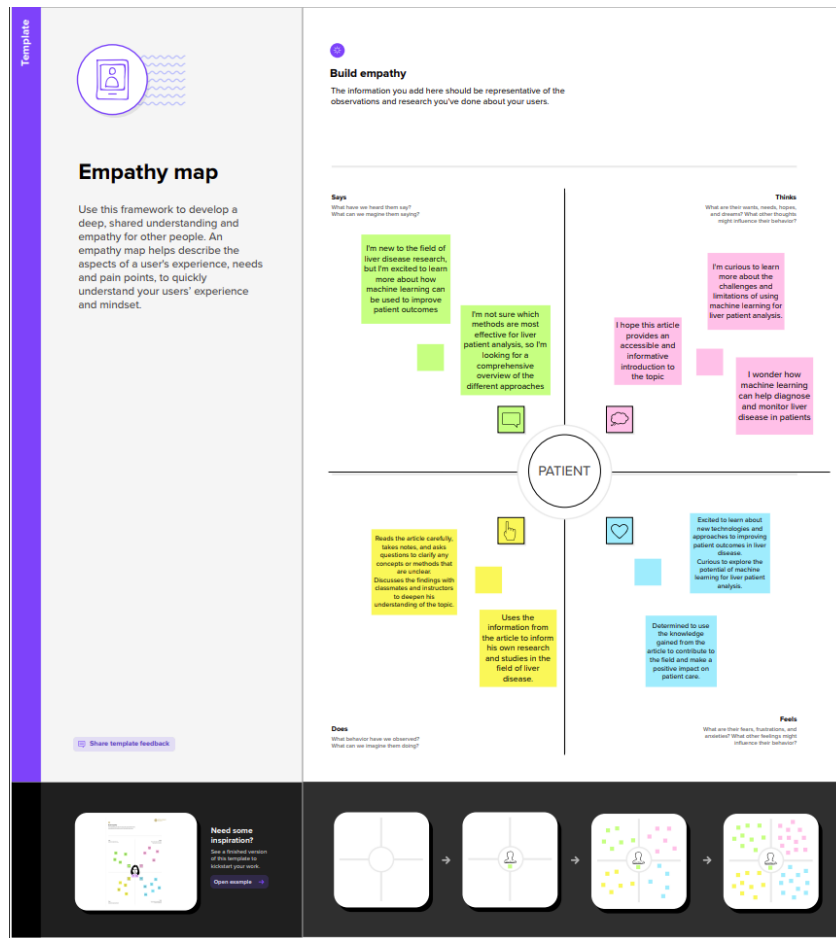 Template
Empathy map
Use this framework to develop a
deep, shared understanding and
empathy for other people. An
empathy map helps describe the
aspects of a user's experience, needs
and pain points, to quickly
understand your users' experience
and mindset.
Share template feedback
Build empathy
The information you add here should be representative of the
observations and research you've done about your users.
Says
What have we heard them say?
What can we imagine them saying?
Thinks
What are their wants, needs, hopes,
and dreams? What other thoughts
might influence their behavior?
I'm new to the field of
liver disease research,
but I'm excited to learn
more about how
machine learning can
be used to improve
patient outcomes
I'm not sure which
methods are most
effective for liver
patient analysis, so I'm
looking for a
comprehensive
overview of the
different approaches
I'm curious to learn
more about the
challenges and
limitations of using
machine learning for
liver patient analysis.
I hope this article
provides an
accessible and
informative
introduction to
the topic
I wonder how
machine learning
can help diagnose
and monitor liver
disease in patients
PATIENT
Reads the article carefully,
takes notes, and asks
questions to clarify any
concepts or methods that
are unclear.
Discusses the findings with
classmates and instructors
to deepen his
understanding of the topic.
Uses the
information from
the article to inform
his own research
and studies in the
field of liver
disease.
Excited to learn about
new technologies and
approaches to improving
patient outcomes in liver
disease.
Curious to explore the
potential of machine
learning for liver patient
analysis.
Determined to use
the knowledge
gained from the
article to contribute to
the field and make a
positive impact on
patient care.
Does
What behavior have we observed?
What can we imagine them doing?
Feels
What are their fears, frustrations, and
anxieties? What other feelings might
influence their behavior?
Need some
inspiration?
See a finished version
of this template to
kickstart your work.
Open example